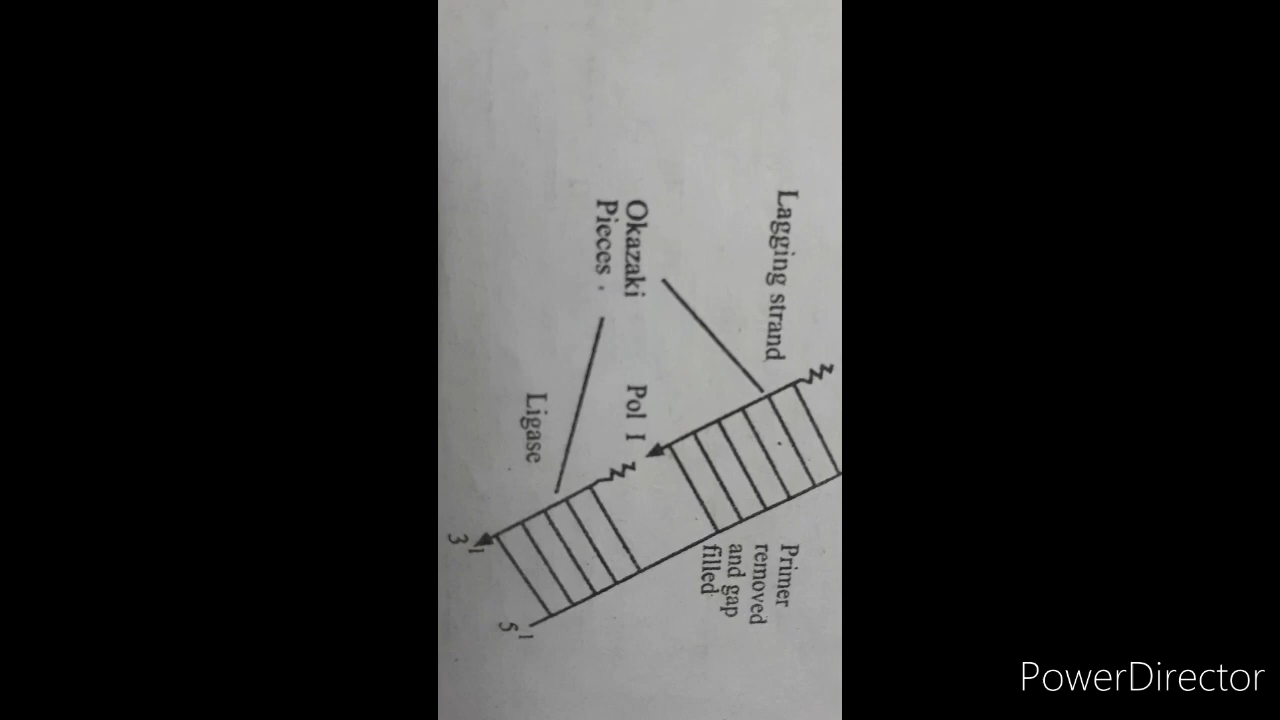 Lagging strand
Okazaki
Pieces .
Pol I
Ligase
Primer
removed
and gap
filled
3'
5'
PowerDirector